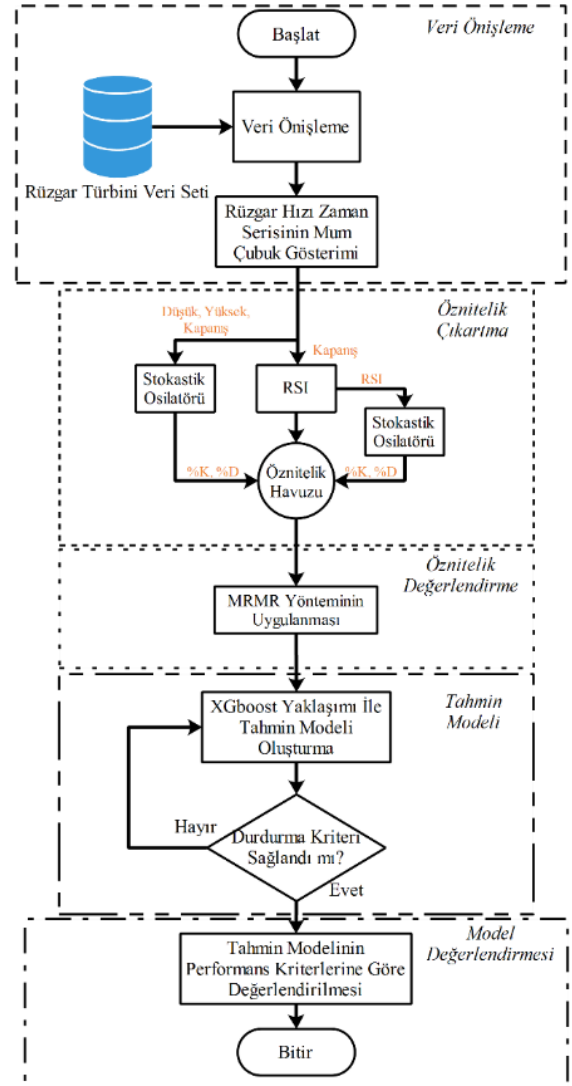 Başlat
Veri Önişleme
Veri Önişleme
Rüzgar Türbini Veri Seti
Rüzgar Hızı Zaman
Serisinin Mum
Çubuk Gösterimi
Öznitelik
Çıkartma
Düşük, Yüksek,
Kapanış
Kapanış
Stokastik
Osilatörü
RSI
RSI
Stokastik
Osilatörü
%K, %D
Öznitelik
Havuzu
%K, %D
Öznitelik
Değerlendirme
MRMR Yönteminin
Uygulanması
Tahmin
Modeli
XGboost Yaklaşımı İle
Tahmin Modeli
Oluşturma
Hayır
Durdurma Kriteri
Sağlandı mı?
Evet
Model
Değerlendirmesi
Tahmin Modelinin
Performans Kriterlerine Göre
Değerlendirilmesi
Bitir